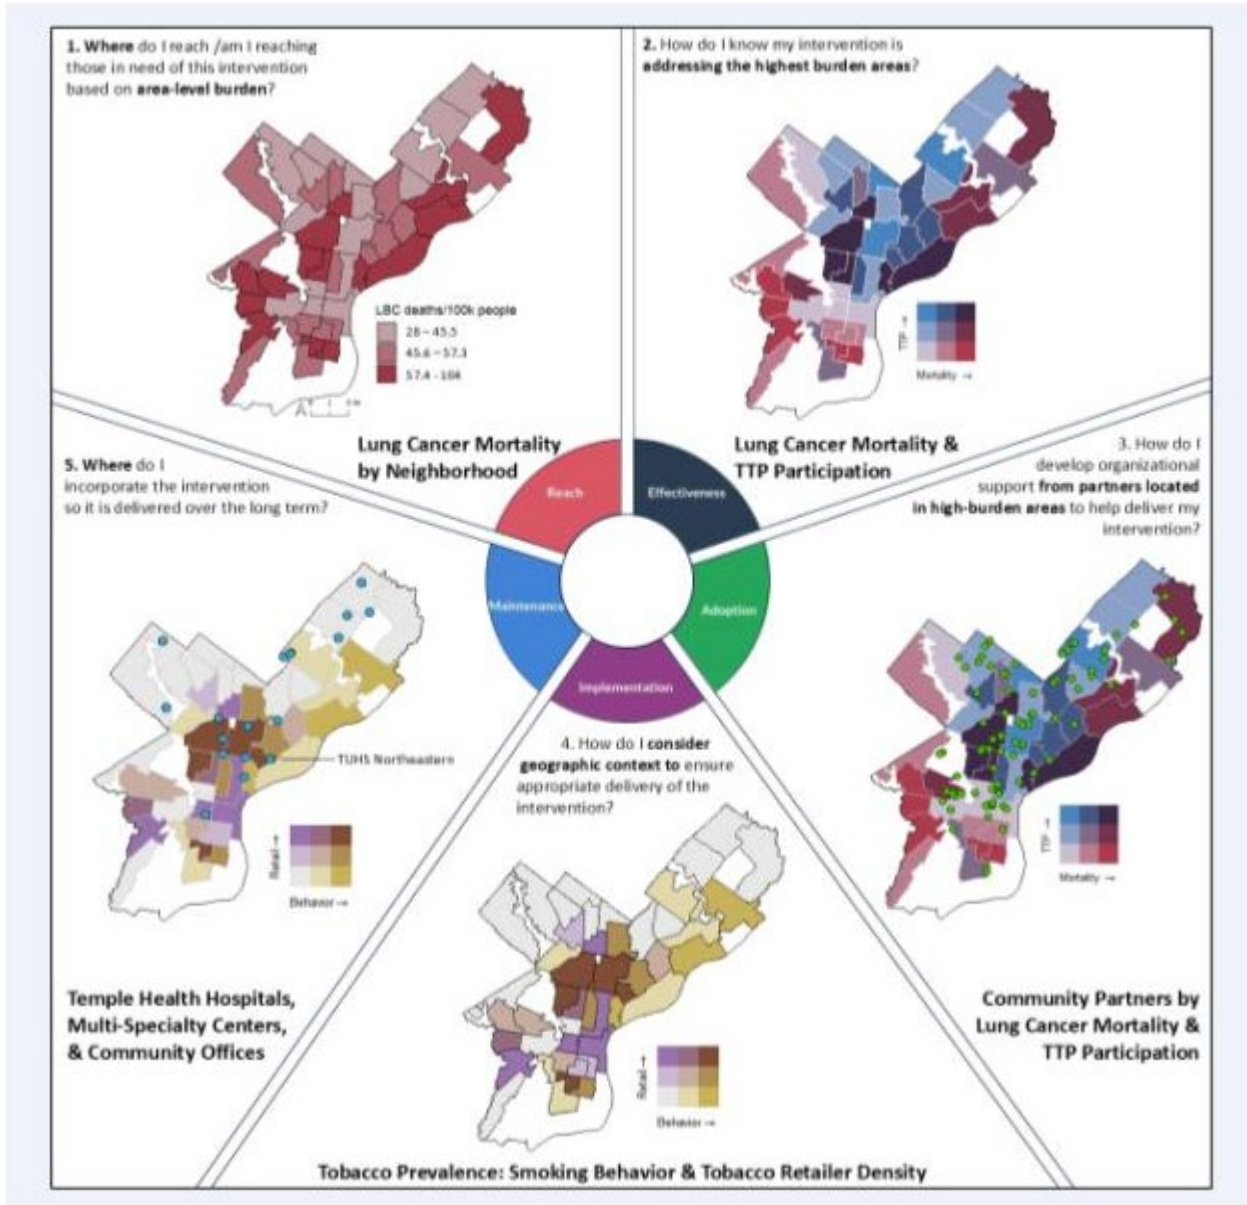 1. Where do I reach /am I reaching
those in need of this intervention
based on area-level burden?
LBC deaths/100k people
28 – 45.5
45.6 – 57.3
57.4 - 104
Lung Cancer Mortality
by Neighborhood
2. How do I know my intervention is
addressing the highest burden areas?
TTP →
Mortality →
Lung Cancer Mortality &
TTP Participation
3. How do I
develop organizational
support from partners located
in high-burden areas to help deliver my
intervention?
TTP →
Mortality →
Community Partners by
Lung Cancer Mortality &
TTP Participation
4. How do I consider
geographic context to ensure
appropriate delivery of the
intervention?
Retail →
Behavior →
Tobacco Prevalence: Smoking Behavior & Tobacco Retailer Density
5. Where do I
incorporate the intervention
so it is delivered over the long term?
TUHS Northeastern
Retail →
Behavior →
Temple Health Hospitals,
Multi-Specialty Centers,
& Community Offices
Reach
Effectiveness
Adoption
Implementation
Maintenance